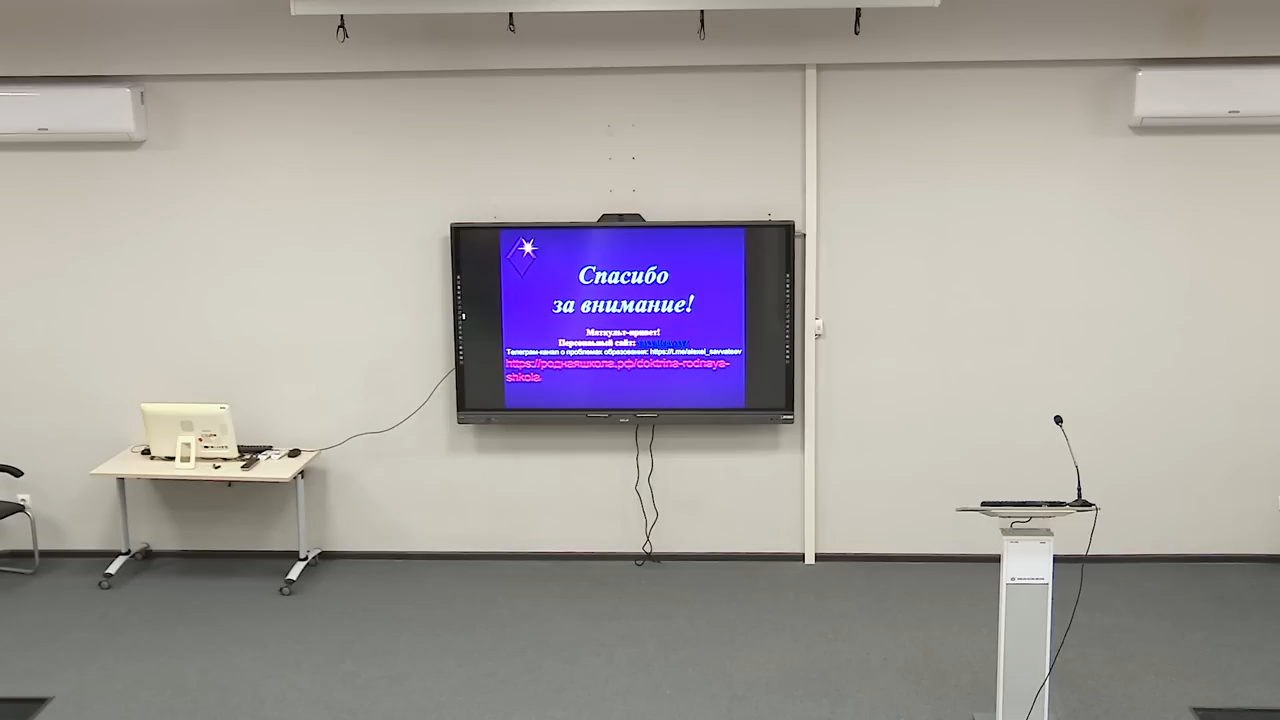 Спасибо
за внимание!
Маткульт-привет!
Персональный сайт:
Телеграм-канал о проблемах образования: https://t.me/alexei_savvateev
https://роднаяшкола.рф/doktrina-rodnaya-
shkola